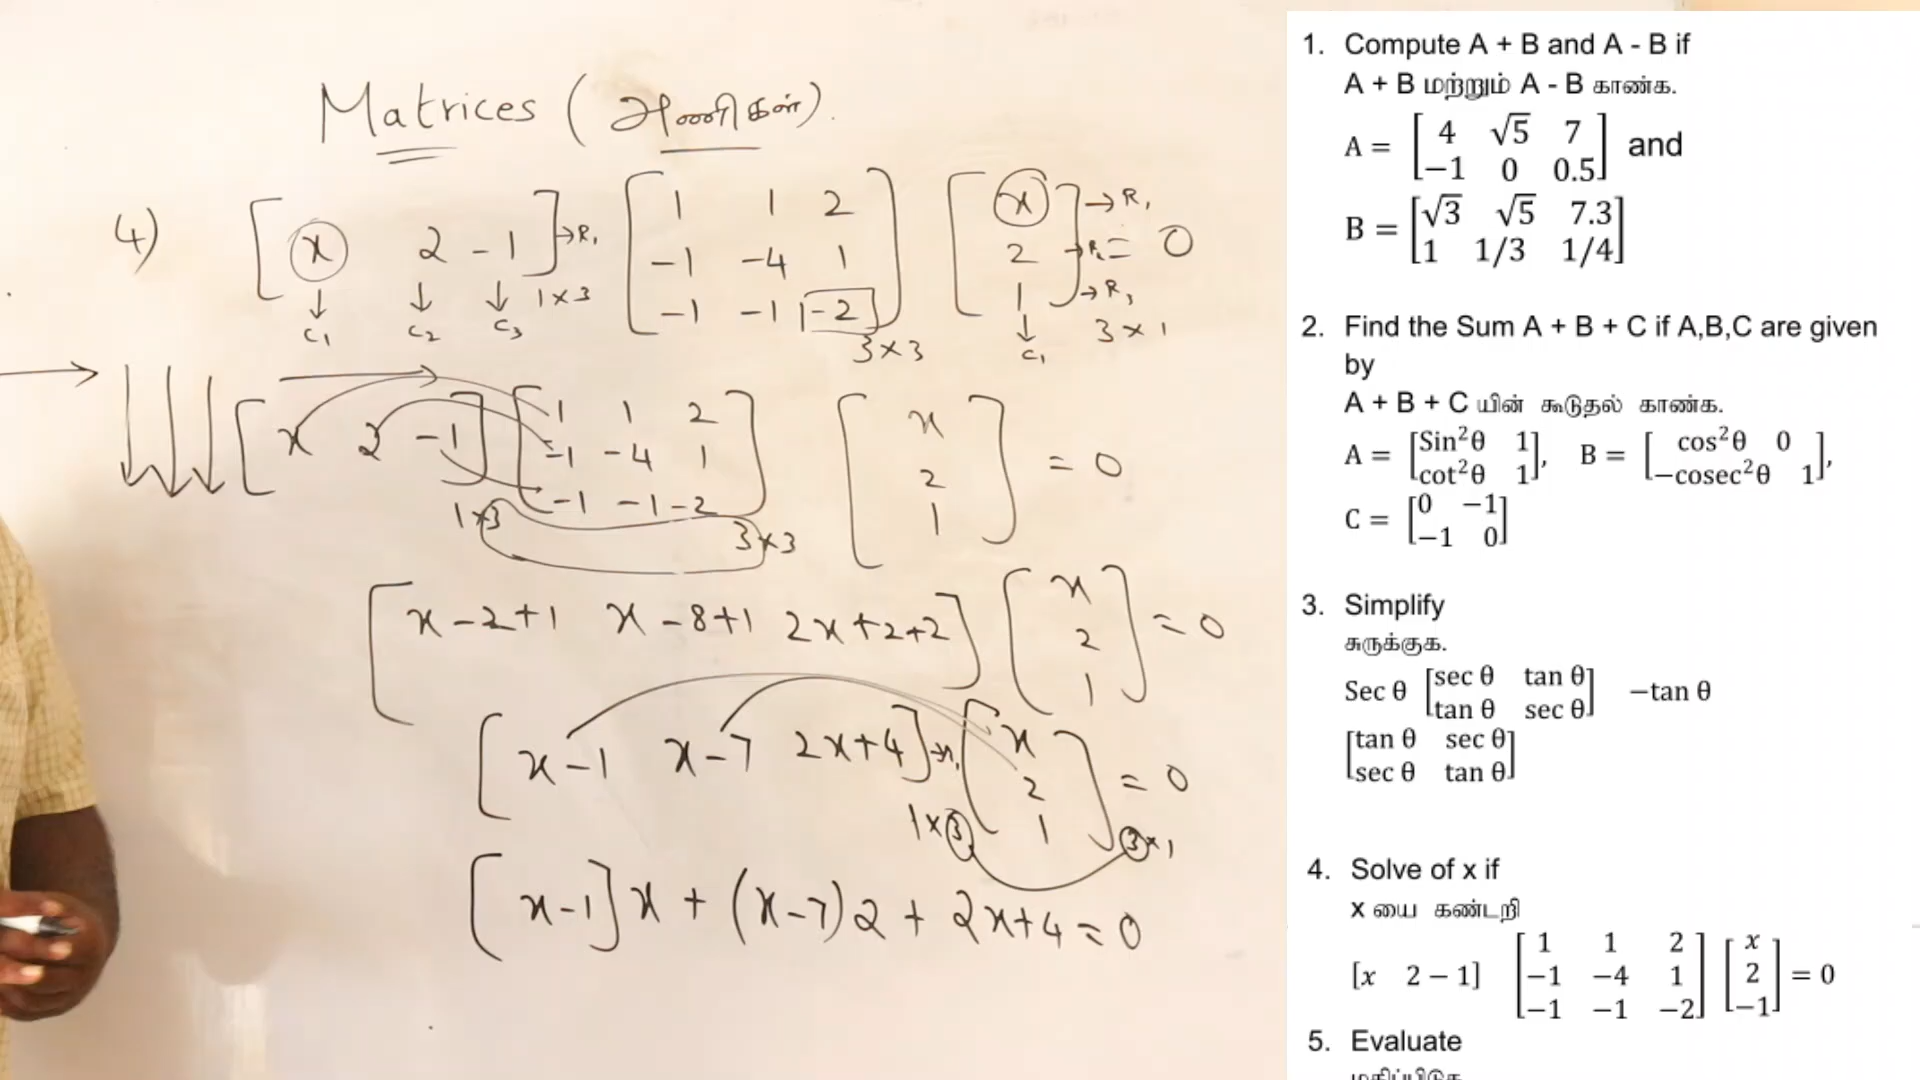 Matrices (அணிகள்).
4) [x 2 -1] →R₁ [1 1 2 →R₁
-1 -4 1 2 →R₂ = 0
-1 -1 -2] 1 →R₃
↓ ↓ ↓ 1×3
C₁ C₂ C₃ 3×3 C₁ 3×1
[x 2 -1] [1 1 2 [x
-1 -4 1 2 = 0
-1 -1 -2] 1]
1×3 3×3
[x-2+1 x-8+1 2x+2+2] [x 2 1] = 0
[x-1 x-7 2x+4] →R₁ [x 2 1] = 0
1×3 3×1
[x-1]x + (x-7)2 + 2x+4 = 0
1. Compute A + B and A - B if
A + B மற்றும் A - B காண்க.
A = [4 √5 7
-1 0 0.5] and
B = [√3 √5 7.3
1 1/3 1/4]
2. Find the Sum A + B + C if A,B,C are given
by
A + B + C யின் கூடுதல் காண்க.
A = [Sin²θ 1 B = [cos²θ 0
cot²θ 1], -cosec²θ 1],
C = [0 -1
-1 0]
3. Simplify
சுருக்குக.
Sec θ [sec θ tan θ −tan θ
tan θ sec θ]
[tan θ sec θ
sec θ tan θ]
4. Solve of x if
x யை கண்டறி
[x 2 − 1] [1 1 2 [x
-1 -4 1 2 = 0
-1 -1 -2] -1]
5. Evaluate